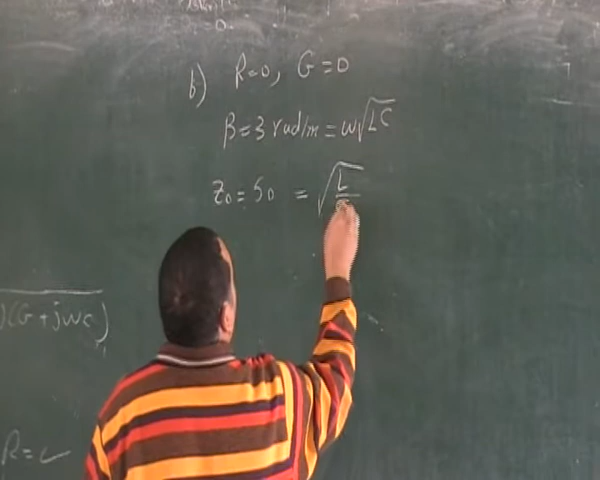 b) R=0, G=0
β=3 rad/m = ω√LC
Z₀ = 50 = √L
)(G+jωC)
R=